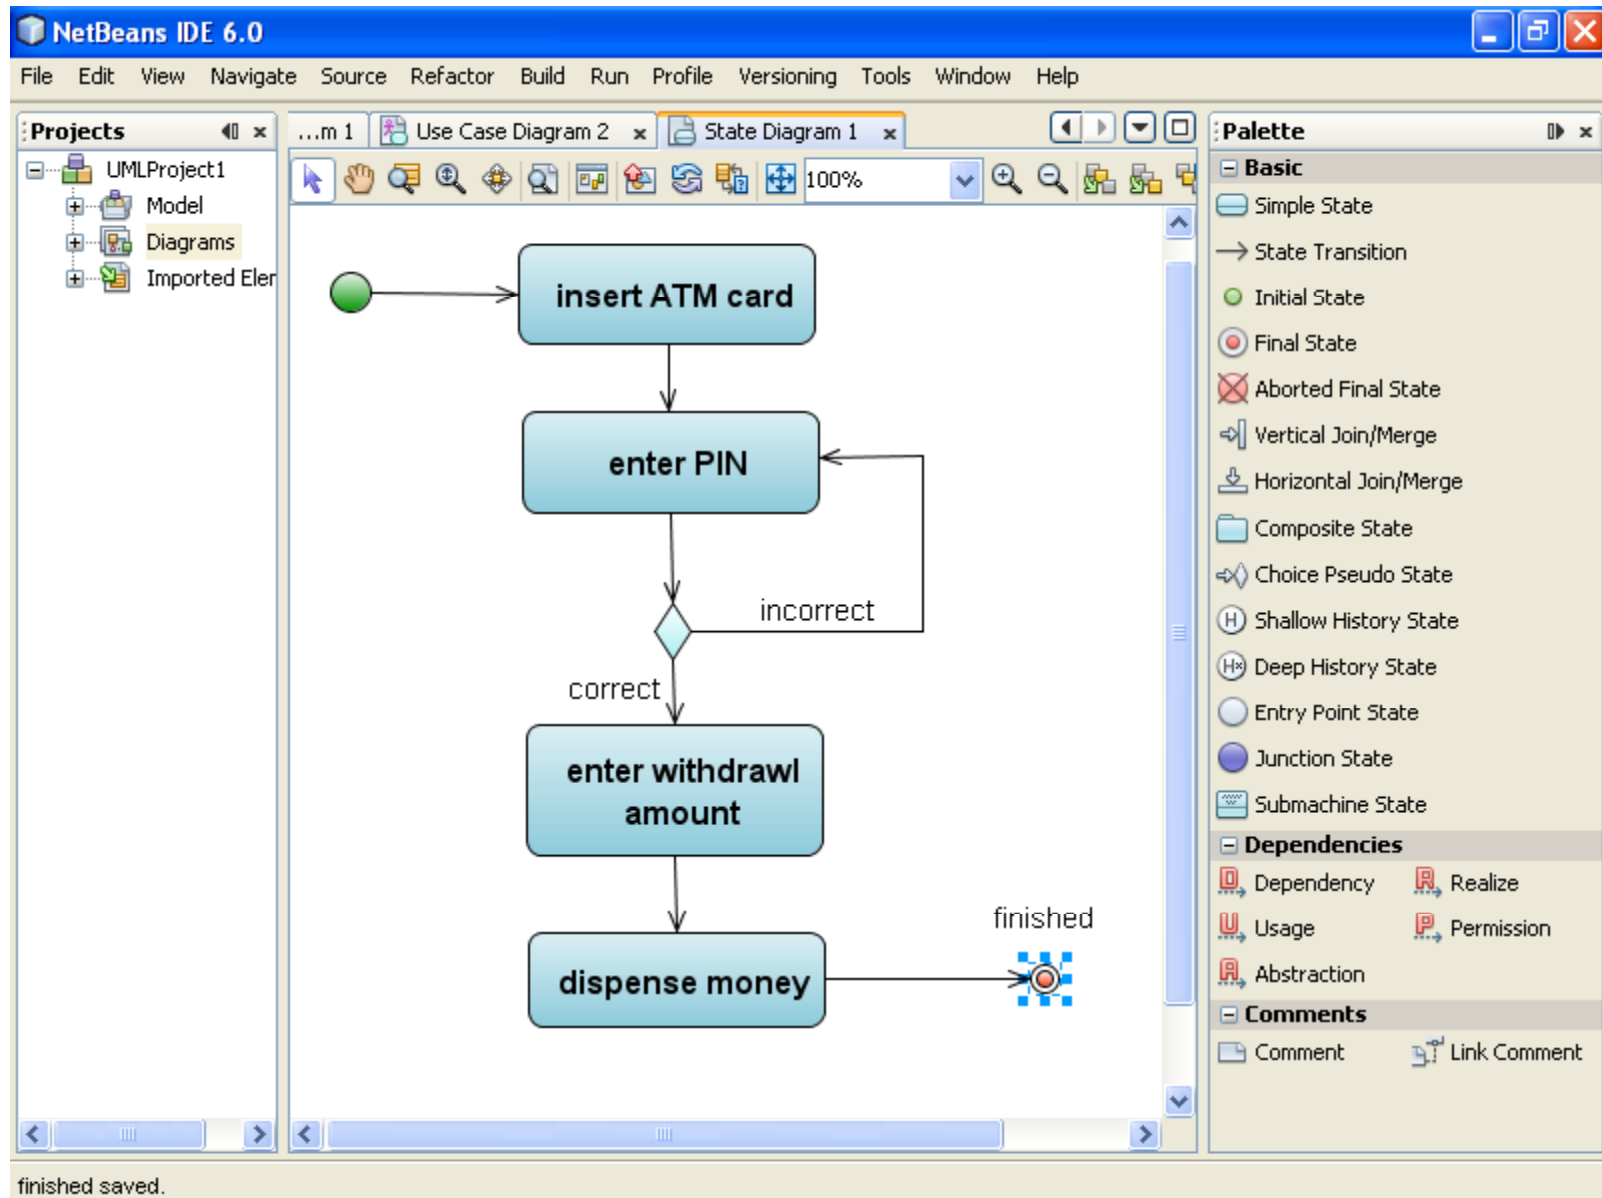 NetBeans IDE 6.0
File Edit View Navigate Source Refactor Build Run Profile Versioning Tools Window Help
Projects
UMLProject1
Model
Diagrams
Imported Eler
...m 1 Use Case Diagram 2 State Diagram 1
100%
insert ATM card
enter PIN
incorrect
correct
enter withdrawl
amount
dispense money
finished
Palette
Basic
Simple State
State Transition
Initial State
Final State
Aborted Final State
Vertical Join/Merge
Horizontal Join/Merge
Composite State
Choice Pseudo State
H Shallow History State
H* Deep History State
Entry Point State
Junction State
Submachine State
Dependencies
D Dependency R Realize
U Usage P Permission
A Abstraction
Comments
Comment Link Comment
finished saved.